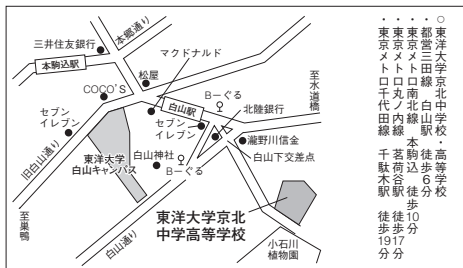 ○東洋大学京北中学校・高等学校
・都営三田線 白山駅 徒歩6分
・東京メトロ南北線 本駒込 徒歩10分
・東京メトロ丸ノ内線 茗荷谷駅 徒歩17分
・東京メトロ千代田線 千駄木駅 徒歩19分
本郷通り
三井住友銀行
マクドナルド
本駒込駅
松屋
至水道橋
COCO'S
白山駅
Bーぐる
北陸銀行
セブン
イレブン
セブン
イレブン
瀧野川信金
旧白山通り
東洋大学
白山キャンパス
白山神社
白山下交差点
Bーぐる
至巣鴨
白山通り
東洋大学京北
中学高等学校
小石川
植物園